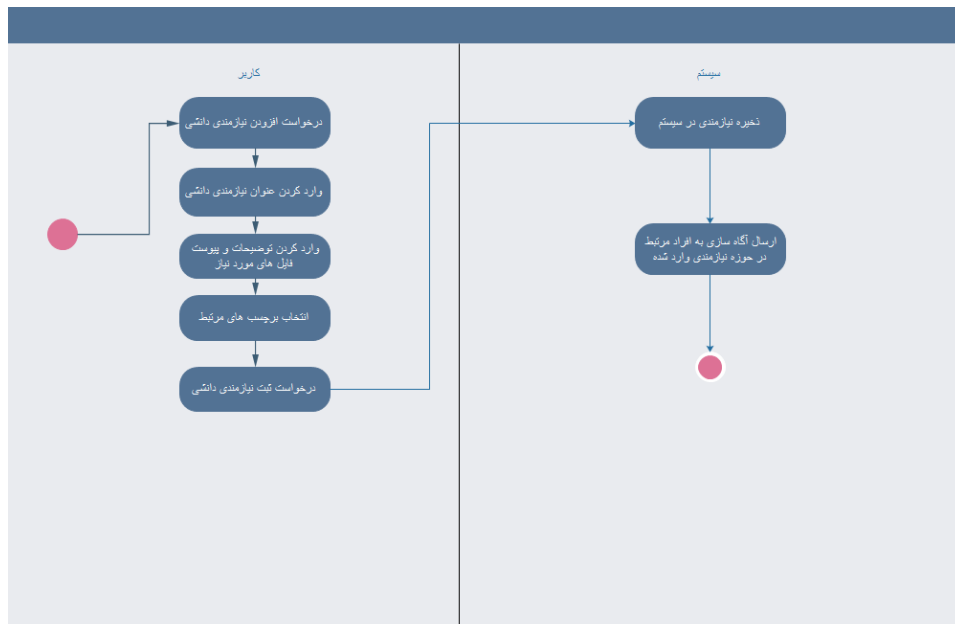 کاربر
درخواست افزودن نیازمندی دانشی
وارد کردن عنوان نیازمندی دانشی
وارد کردن توضیحات و پیوست
فایل های مورد نیاز
انتخاب برچسب های مرتبط
درخواست ثبت نیازمندی دانشی
سیستم
ذخیره نیازمندی در سیستم
ارسال آگاه سازی به افراد مرتبط
در حوزه نیازمندی وارد شده